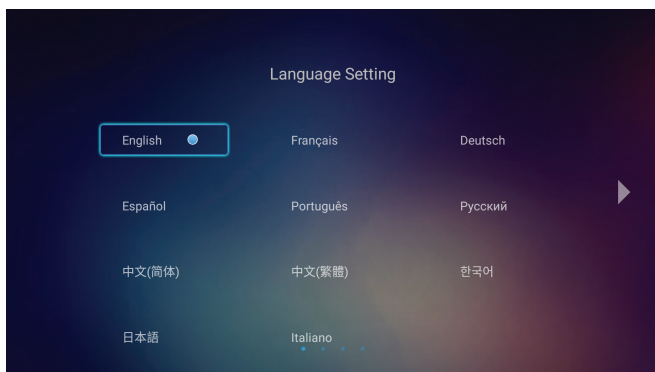 Language Setting
English
Français
Deutsch
Español
Português
Русский
中文(简体)
中文(繁體)
한국어
日本語
Italiano